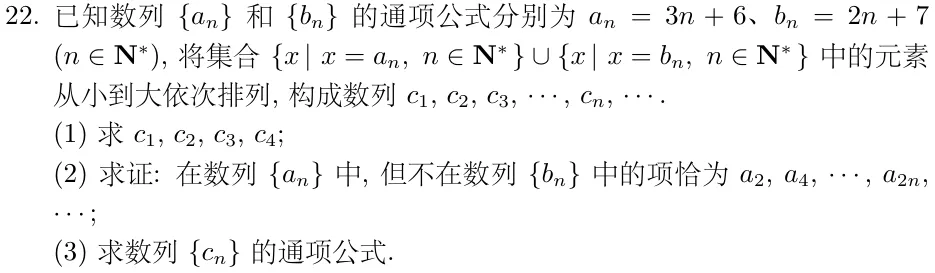 22. 已知数列 {aₙ} 和 {bₙ} 的通项公式分别为 aₙ = 3n + 6、bₙ = 2n + 7
(n ∈ N*), 将集合 {x | x = aₙ, n ∈ N*} ∪ {x | x = bₙ, n ∈ N*} 中的元素
从小到大依次排列, 构成数列 c₁, c₂, c₃, ⋯, cₙ, ⋯.
(1) 求 c₁, c₂, c₃, c₄;
(2) 求证: 在数列 {aₙ} 中, 但不在数列 {bₙ} 中的项恰为 a₂, a₄, ⋯, a₂ₙ,
⋯;
(3) 求数列 {cₙ} 的通项公式.